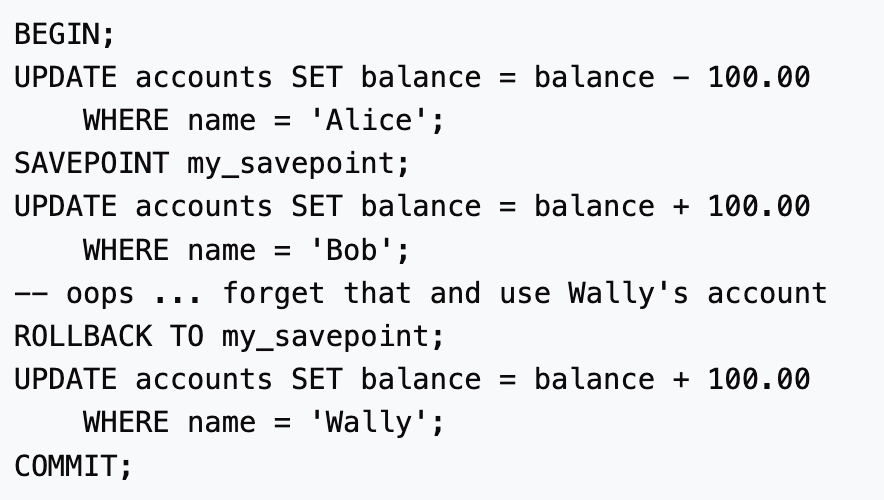 BEGIN;
UPDATE accounts SET balance = balance - 100.00
    WHERE name = 'Alice';
SAVEPOINT my_savepoint;
UPDATE accounts SET balance = balance + 100.00
    WHERE name = 'Bob';
-- oops ... forget that and use Wally's account
ROLLBACK TO my_savepoint;
UPDATE accounts SET balance = balance + 100.00
    WHERE name = 'Wally';
COMMIT;